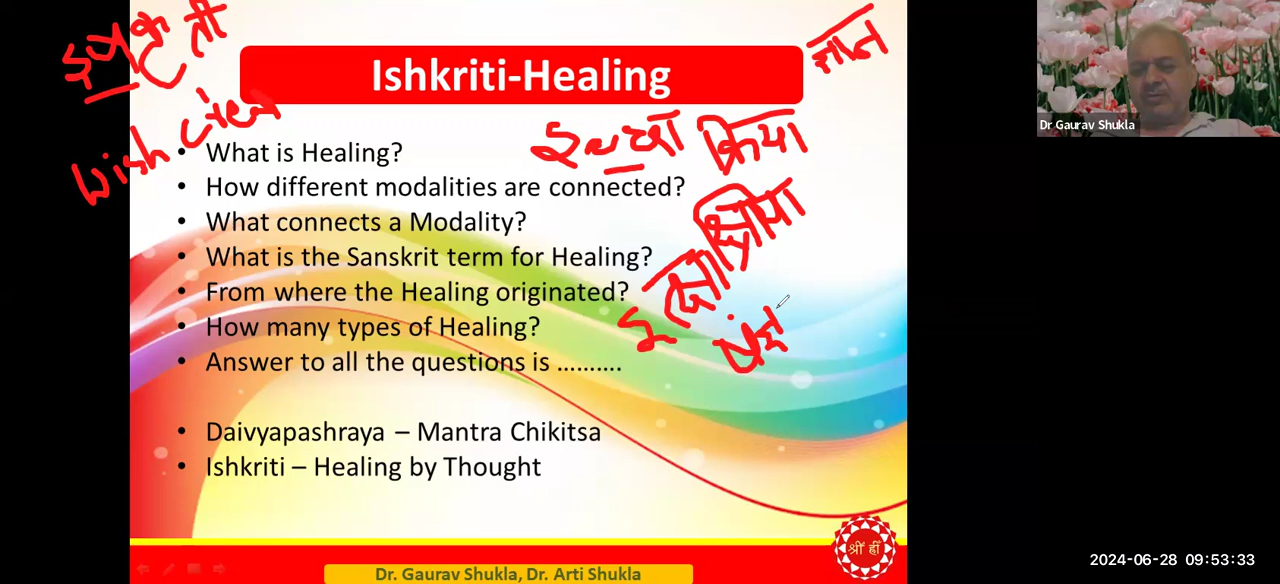 ज्ञान
Ishkriti-Healing
wish
इच्छा क्रिया
• What is Healing?
• How different modalities are connected?
• What connects a Modality?
• What is the Sanskrit term for Healing?
• From where the Healing originated?
• How many types of Healing?
• Answer to all the questions is ……….
• Daivyapashraya – Mantra Chikitsa
• Ishkriti – Healing by Thought
श्रीं ह्रीं
Dr. Gaurav Shukla, Dr. Arti Shukla
Dr Gaurav Shukla
2024-06-28 09:53:33